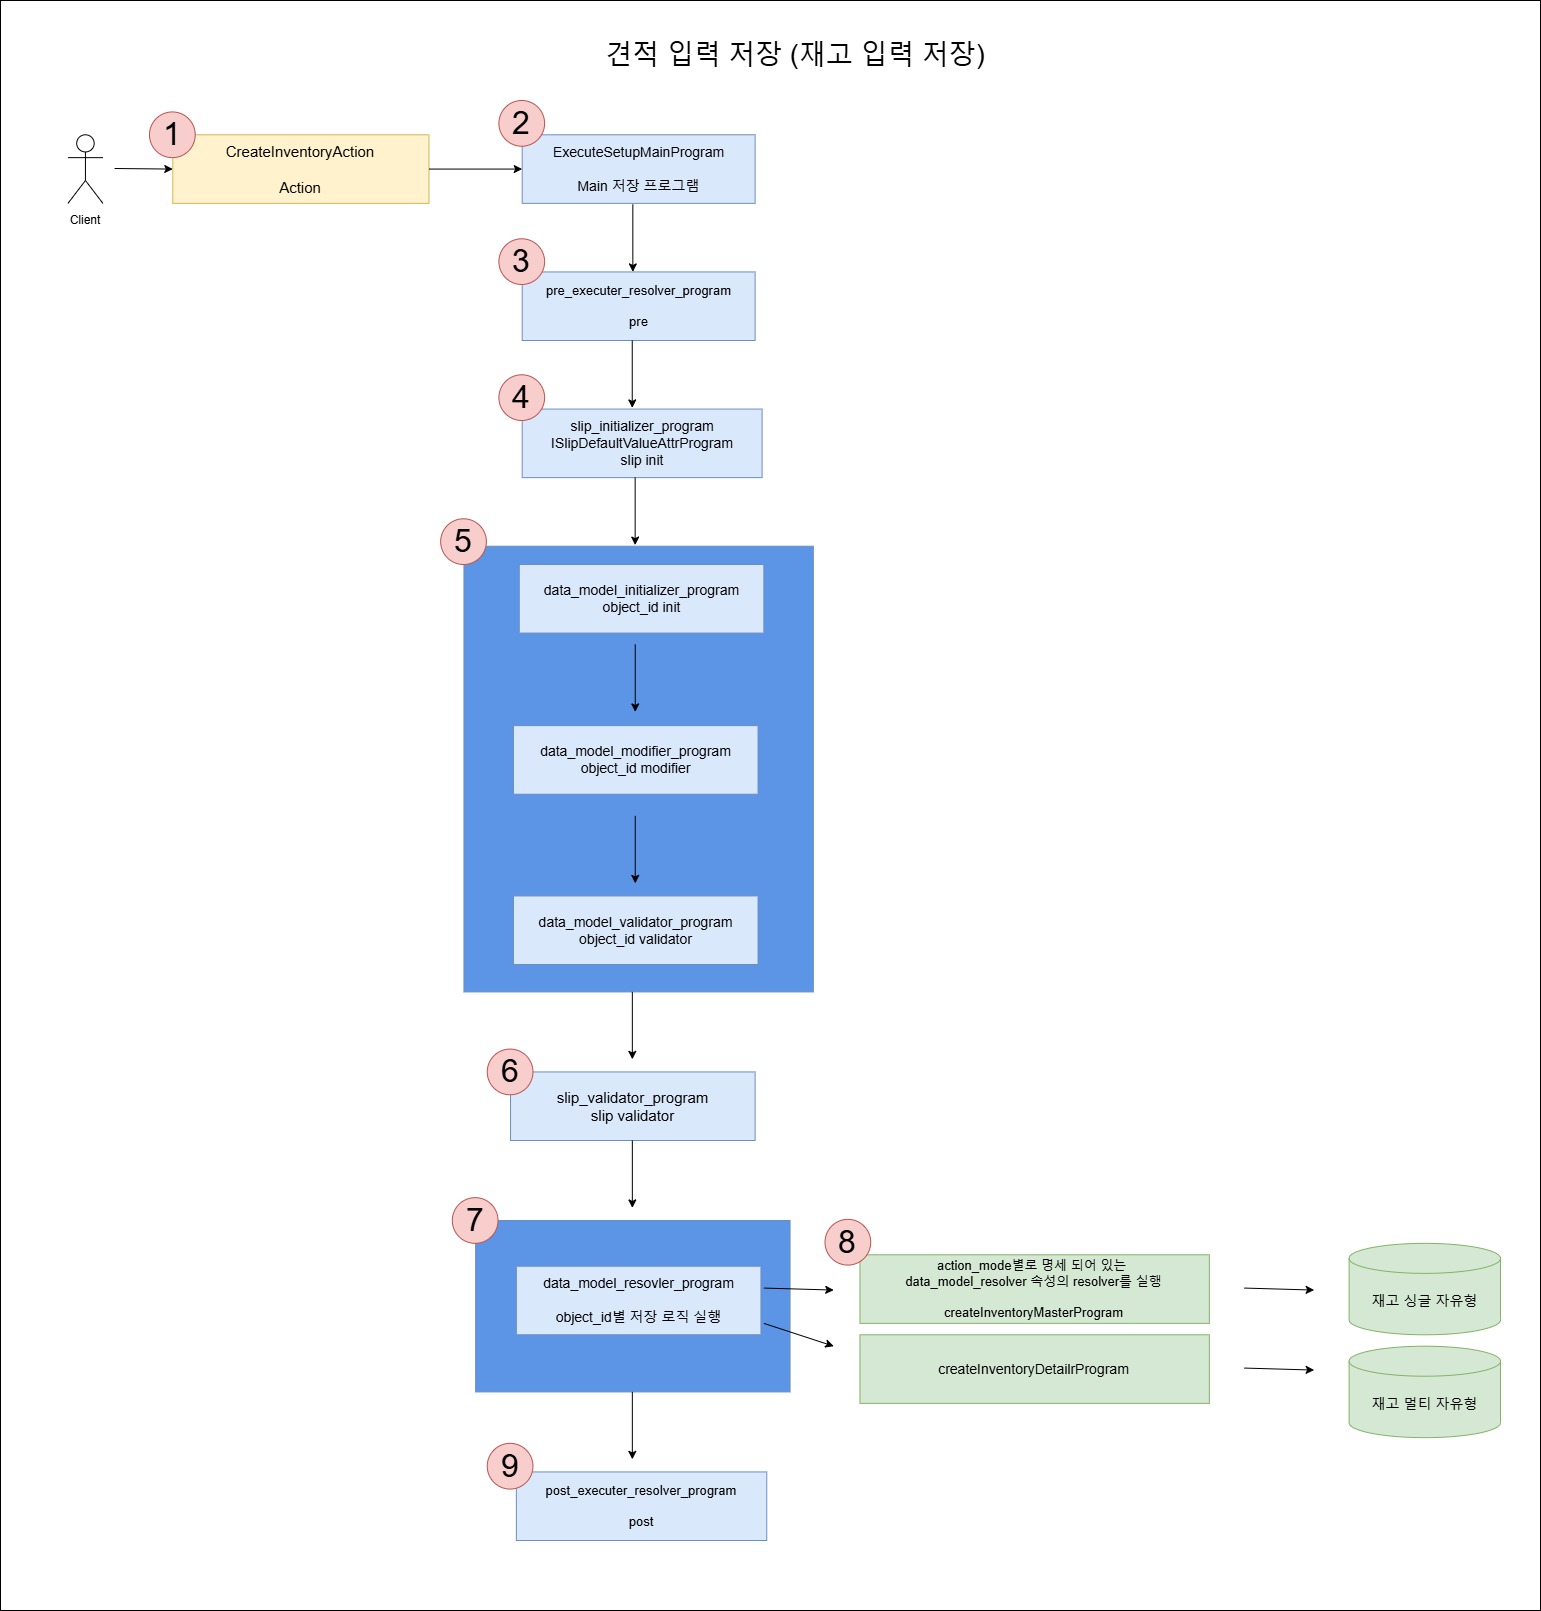 견적 입력 저장 (재고 입력 저장)
1
CreateInventoryAction
Action
Client
2
ExecuteSetupMainProgram
Main 저장 프로그램
3
pre_executer_resolver_program
pre
4
slip_initializer_program
ISlipDefaultValueAttrProgram
slip init
5
data_model_initializer_program
object_id init
data_model_modifier_program
object_id modifier
data_model_validator_program
object_id validator
6
slip_validator_program
slip validator
7
data_model_resovler_program
object_id별 저장 로직 실행
8
action_mode별로 명세 되어 있는
data_model_resolver 속성의 resolver를 실행
createInventoryMasterProgram
createInventoryDetailrProgram
재고 싱글 자유형
재고 멀티 자유형
9
post_executer_resolver_program
post